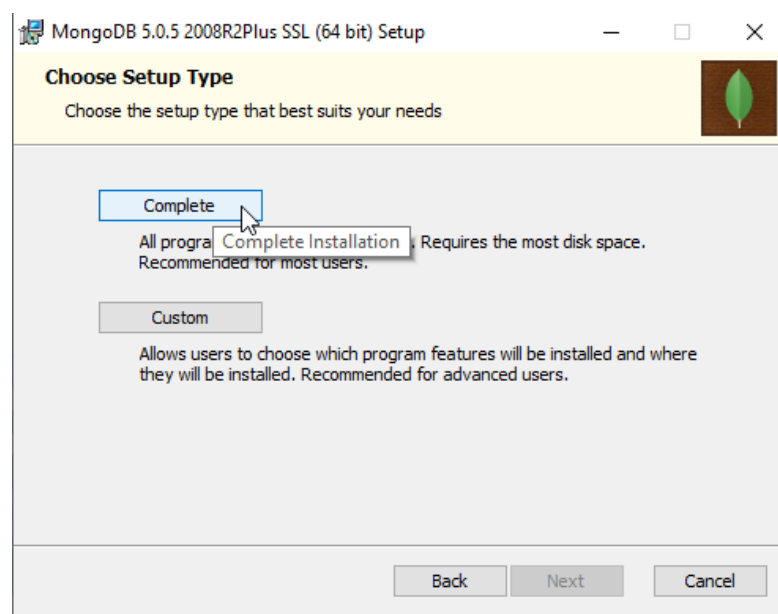 MongoDB 5.0.5 2008R2Plus SSL (64 bit) Setup
Choose Setup Type
Choose the setup type that best suits your needs
Complete
All progra Complete Installation . Requires the most disk space.
Recommended for most users.
Custom
Allows users to choose which program features will be installed and where
they will be installed. Recommended for advanced users.
Back Next Cancel